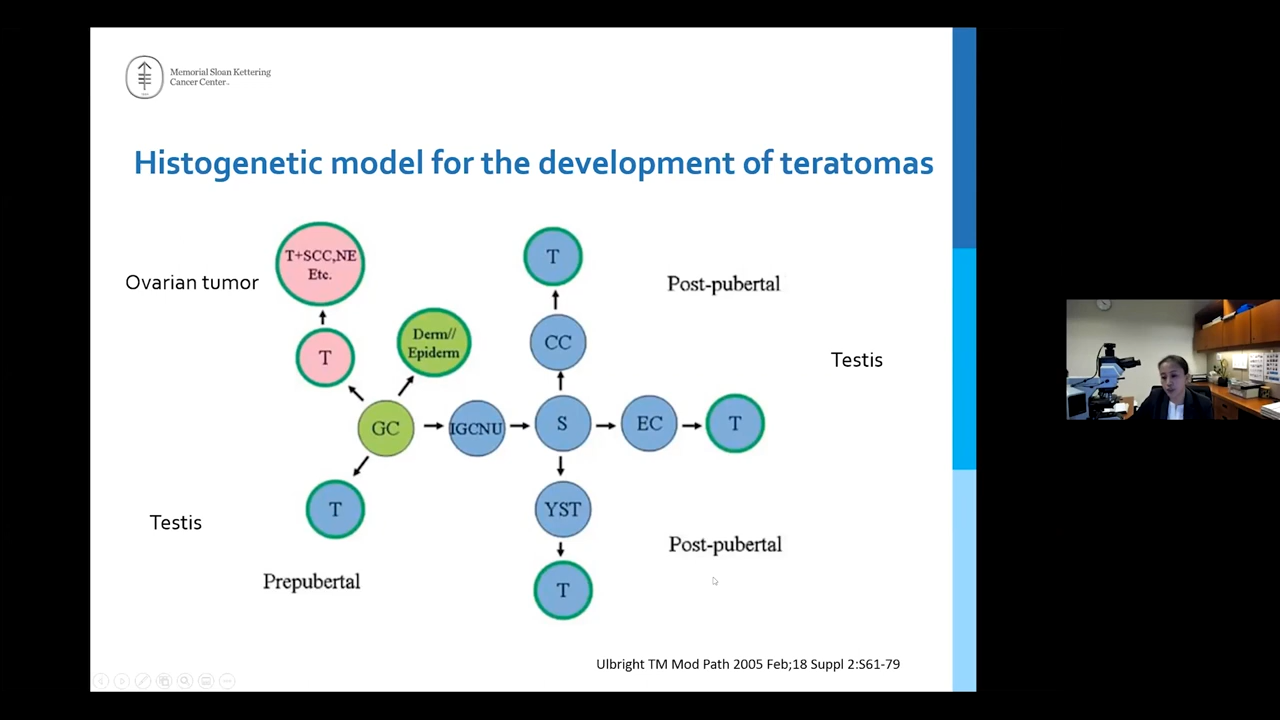 Memorial Sloan Kettering
Cancer Center
Histogenetic model for the development of teratomas
T+SCC,NE
Etc.
T
Post-pubertal
Ovarian tumor
Derm//
Epiderm
CC
T
Testis
GC
IGCNU
S
EC
T
T
YST
Testis
Post-pubertal
Prepubertal
T
Ulbright TM Mod Path 2005 Feb;18 Suppl 2:S61-79